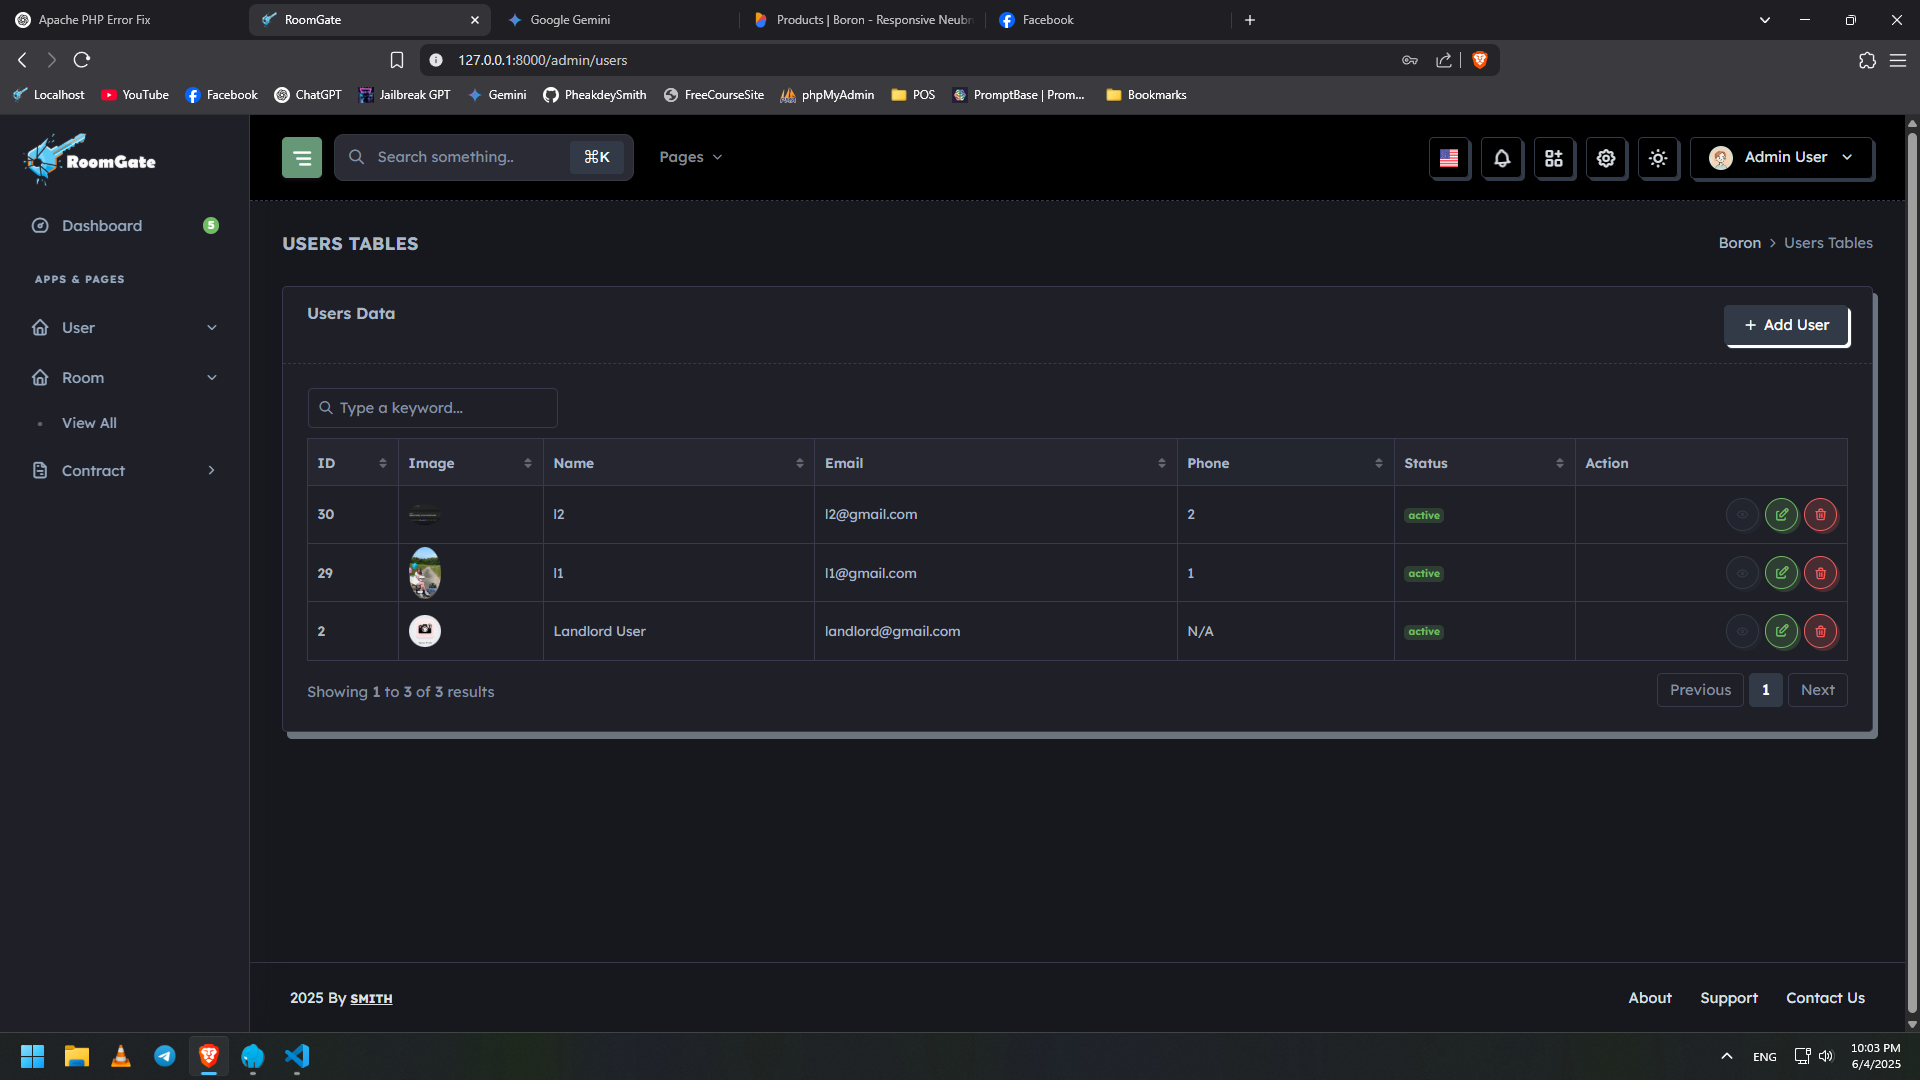 Apache PHP Error Fix
RoomGate
Google Gemini
Products | Boron - Responsive Neubr
Facebook
127.0.0.1:8000/admin/users
Localhost
YouTube
Facebook
ChatGPT
Jailbreak GPT
Gemini
PheakdeySmith
FreeCourseSite
phpMyAdmin
POS
PromptBase | Prom...
Bookmarks
RoomGate
Search something..
⌘K
Pages
Admin User
Dashboard
5
APPS & PAGES
User
Room
View All
Contract
USERS TABLES
Boron > Users Tables
Users Data
+ Add User
Type a keyword...
ID Image Name Email Phone Status Action
30 l2 l2@gmail.com 2 active
29 l1 l1@gmail.com 1 active
2 Landlord User landlord@gmail.com N/A active
Showing 1 to 3 of 3 results
Previous 1 Next
2025 By SMITH
About Support Contact Us
ENG
10:03 PM
6/4/2025